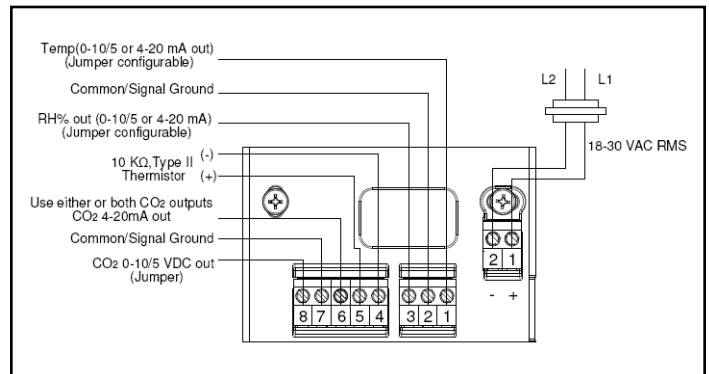 Temp(0-10/5 or 4-20 mA out)
(Jumper configurable)
Common/Signal Ground
RH% out (0-10/5 or 4-20 mA)
(Jumper configurable)
10 KΩ,Type II (-)
Thermistor (+)
Use either or both CO2 outputs
CO2 4-20mA out
Common/Signal Ground
CO2 0-10/5 VDC out
(Jumper)
L2 L1
18-30 VAC RMS
2 1
- +
8 7 6 5 4 3 2 1